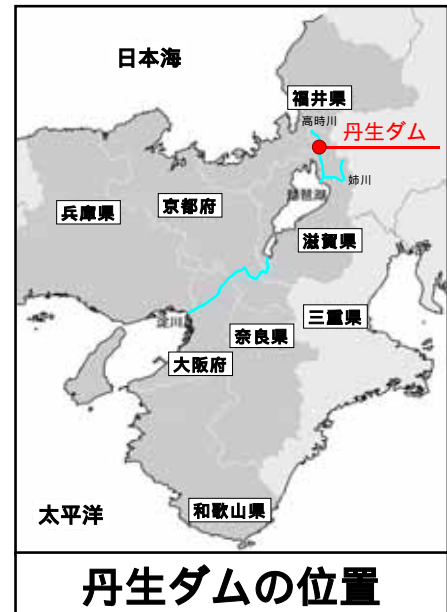 日本海
福井県
高時川
丹生ダム
姉川
琵琶湖
京都府
兵庫県
滋賀県
三重県
淀川
奈良県
大阪府
和歌山県
太平洋
丹生ダムの位置